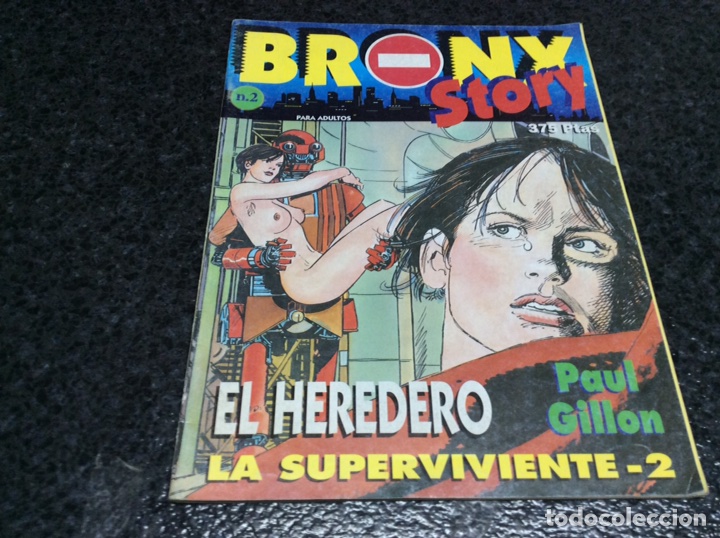 BRONX
Story
n.2
PARA ADULTOS
375 Ptas
EL HEREDERO
Paul
Gillon
LA SUPERVIVIENTE - 2
todocoleccion